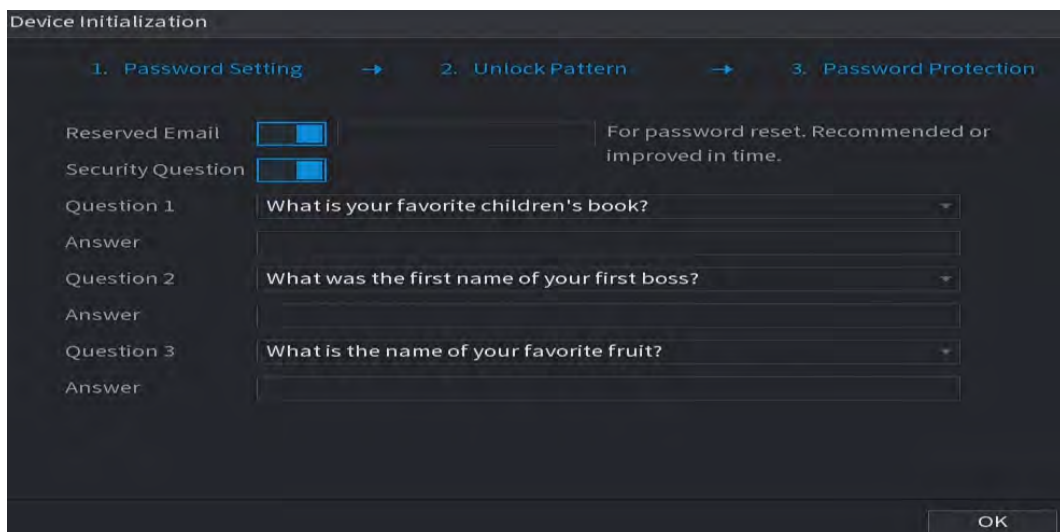 Device Initialization
1. Password Setting → 2. Unlock Pattern → 3. Password Protection
Reserved Email For password reset. Recommended or
improved in time.
Security Question
Question 1 What is your favorite children's book?
Answer
Question 2 What was the first name of your first boss?
Answer
Question 3 What is the name of your favorite fruit?
Answer
OK